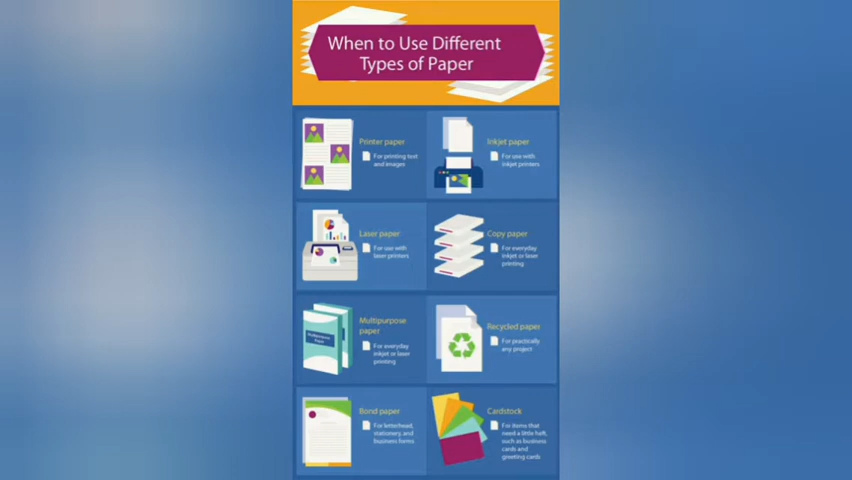 When to Use Different
Types of Paper
Printer paper
For printing text
and images
Inkjet paper
For use with
inkjet printers
Laser paper
For use with
laser printers
Copy paper
For everyday
inkjet or laser
printing
Multipurpose
paper
For everyday
inkjet or laser
printing
Multipurpose
Paper
Recycled paper
For practically
any project
Bond paper
For letterhead,
stationery, and
business forms
Cardstock
For items that
need a little heft,
such as business
cards and
greeting cards